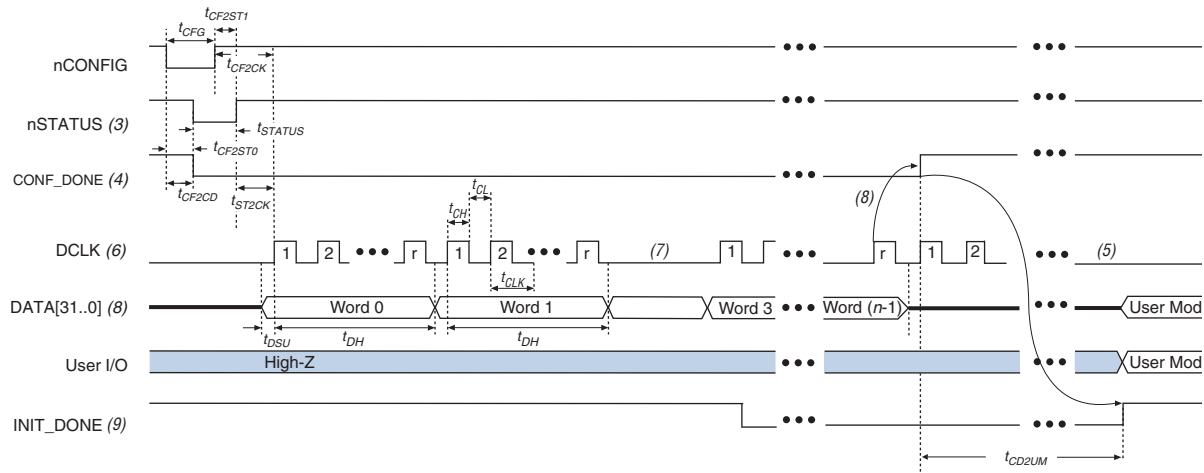 tCF2ST1
tCFG
nCONFIG
tCF2CK
nSTATUS (3)
tSTATUS
tCF2ST0
CONF_DONE (4)
tCF2CD
tST2CK
tCL
tCH
(8)
DCLK (6)
1 2 r 1 2 r (7) 1 r 1 2 (5)
tCLK
DATA[31..0] (8)
Word 0 Word 1 Word 3 Word (n-1) User Mod
tDSU
tDH
tDH
User I/O
High-Z
User Mod
INIT_DONE (9)
tCD2UM